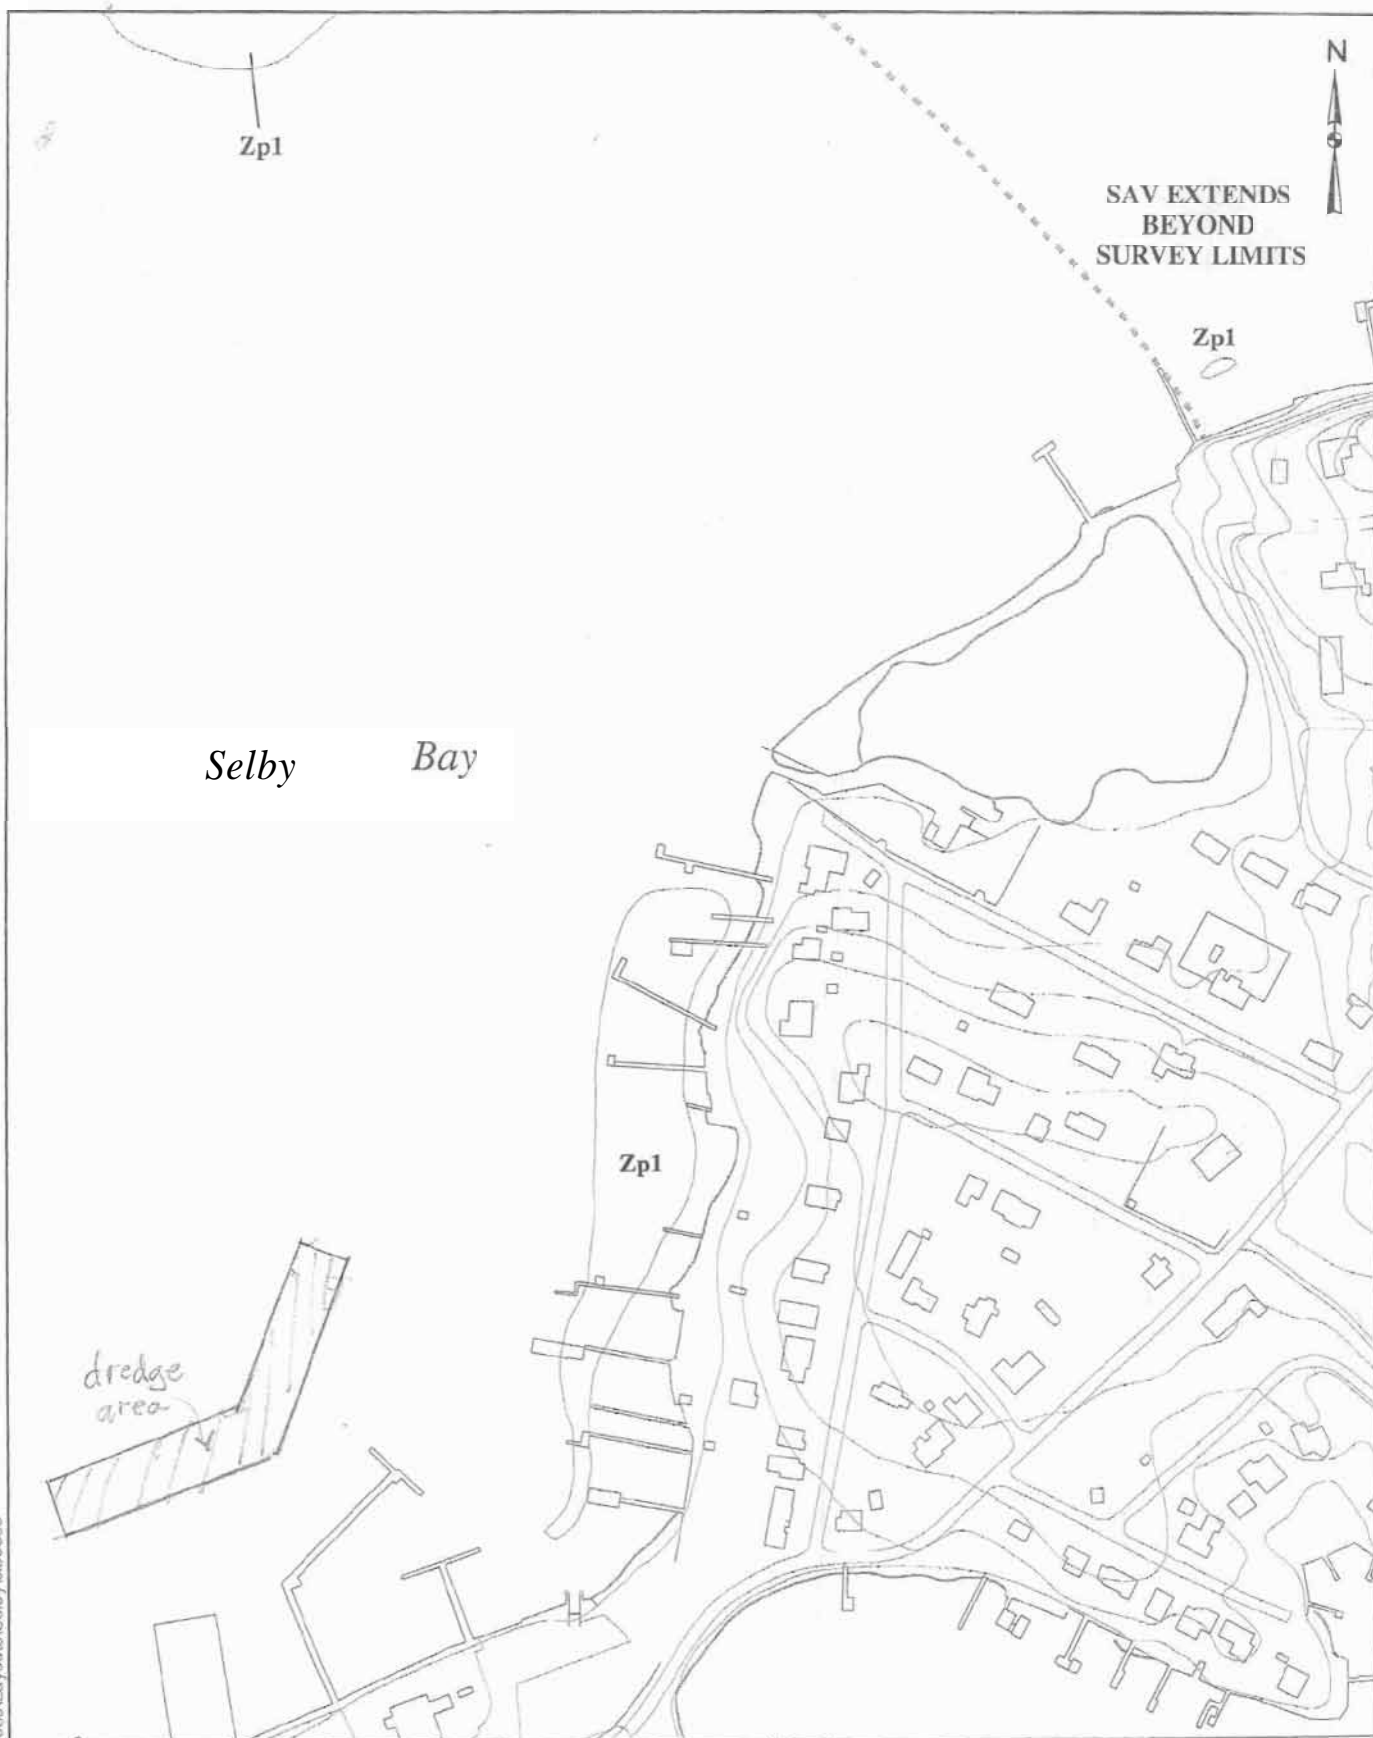 N
Zp1
SAV EXTENDS
BEYOND
SURVEY LIMITS
Zp1
Selby Bay
Zp1
dredge
area